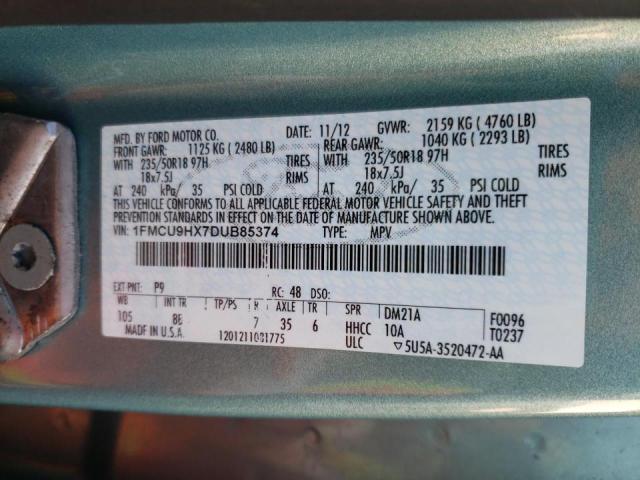 MFD. BY FORD MOTOR CO. DATE: 11/12 GVWR: 2159 KG ( 4760 LB)
FRONT GAWR: 1125 KG ( 2480 LB) REAR GAWR: 1040 KG ( 2293 LB)
WITH 235/50R18 97H TIRES WITH 235/50R18 97H TIRES
18x7.5J RIMS 18x7.5J RIMS
AT 240 kPa/ 35 PSI COLD AT 240 kPa/ 35 PSI COLD
THIS VEHICLE CONFORMS TO ALL APPLICABLE FEDERAL MOTOR VEHICLE SAFETY AND THEFT
PREVENTION STANDARDS IN EFFECT ON THE DATE OF MANUFACTURE SHOWN ABOVE.
VIN: 1FMCU9HX7DUB85374 TYPE: MPV
EXT PNT: P9 RC: 48 DSO:
WB INT TR TP/PS R AXLE TR SPR DM21A F0096
105 8E 7 35 6 HHCC 10A T0237
MADE IN U.S.A. 1201211081775 ULC 5U5A-3520472-AA